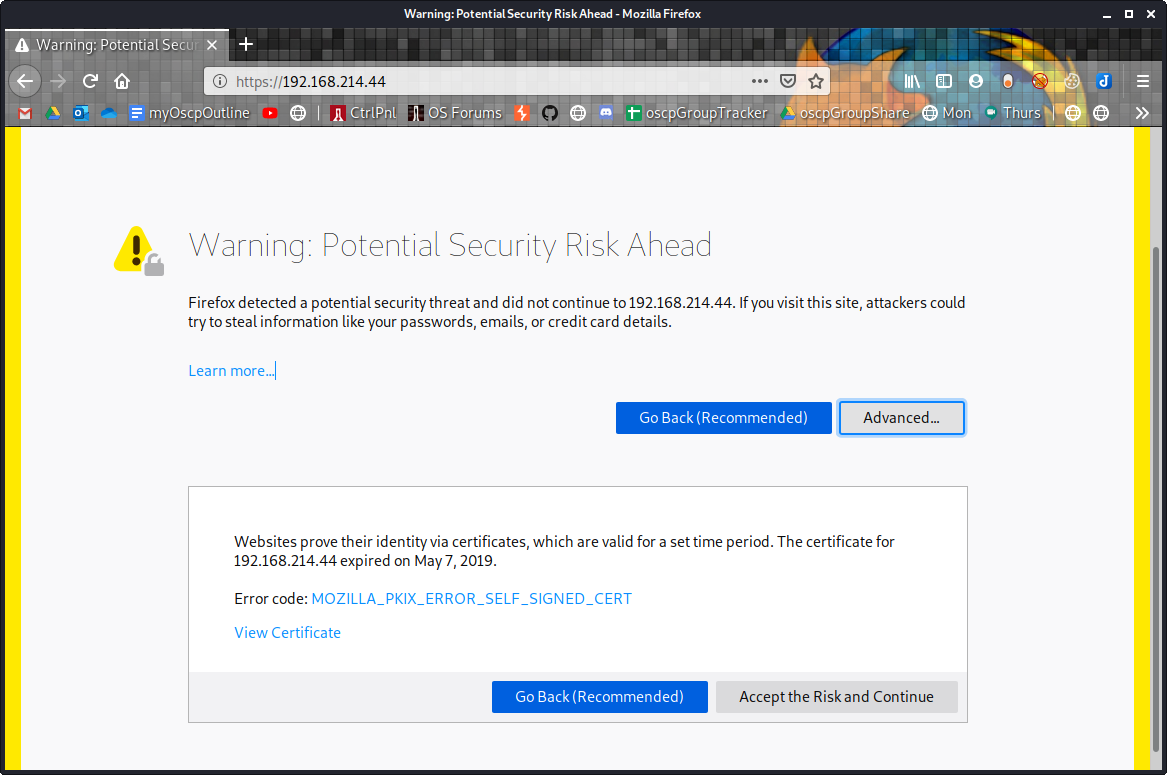 Warning: Potential Security Risk Ahead - Mozilla Firefox
Warning: Potential Secur
https://192.168.214.44
myOscpOutline CtrlPnl OS Forums oscpGroupTracker oscpGroupShare Mon Thurs
Warning: Potential Security Risk Ahead
Firefox detected a potential security threat and did not continue to 192.168.214.44. If you visit this site, attackers could
try to steal information like your passwords, emails, or credit card details.
Learn more...
Go Back (Recommended) Advanced...
Websites prove their identity via certificates, which are valid for a set time period. The certificate for
192.168.214.44 expired on May 7, 2019.
Error code: MOZILLA_PKIX_ERROR_SELF_SIGNED_CERT
View Certificate
Go Back (Recommended) Accept the Risk and Continue